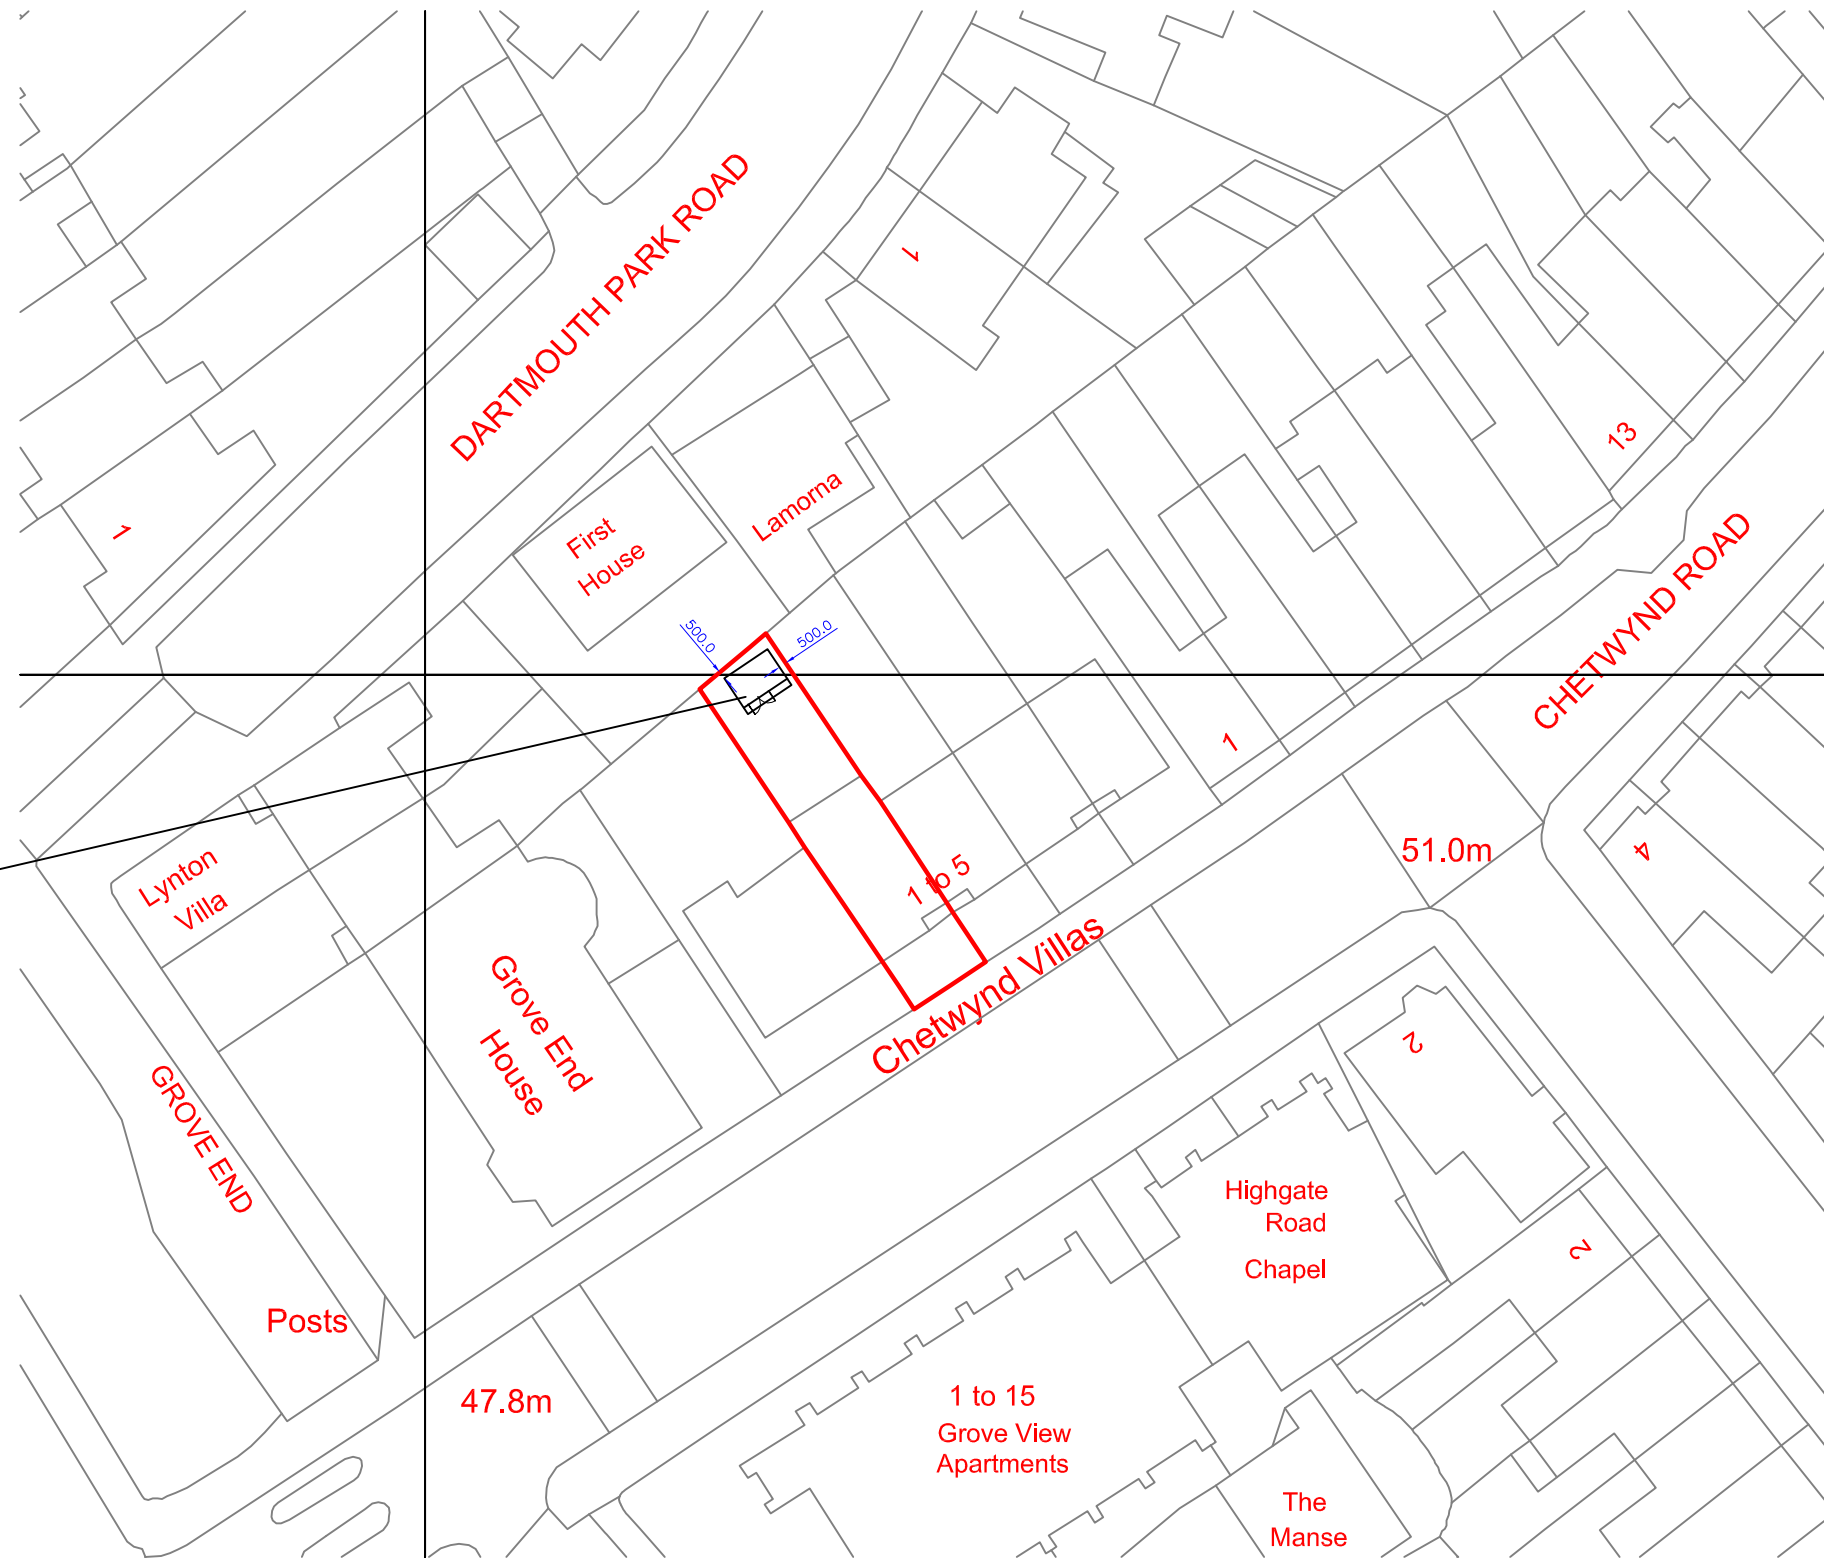 DARTMOUTH PARK ROAD
1
1
13
First
House
Lamorna
500.0
500.0
CHETWYND ROAD
1
51.0m
4
Lynton
Villa
1 to 5
Chetwynd Villas
Grove End
House
2
GROVE END
Highgate
Road
Chapel
2
Posts
47.8m
1 to 15
Grove View
Apartments
The
Manse